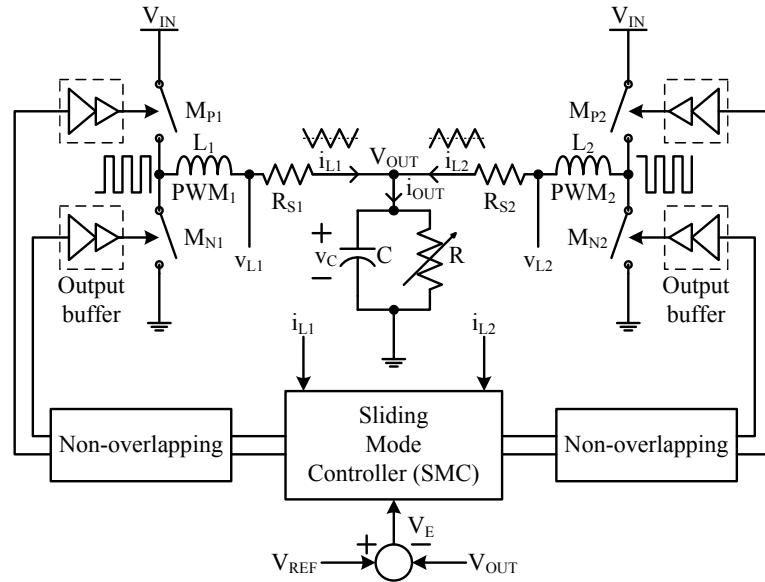 V_IN V_IN
M_P1 M_P2
L_1 L_2
i_L1 V_OUT i_L2
PWM_1 PWM_2
R_S1 i_OUT R_S2
M_N1 M_N2
+
v_L1 v_C C R v_L2
−
Output buffer
Output buffer
i_L1 i_L2
Non-overlapping
Sliding
Mode
Controller (SMC)
Non-overlapping
V_E
+ −
V_REF V_OUT